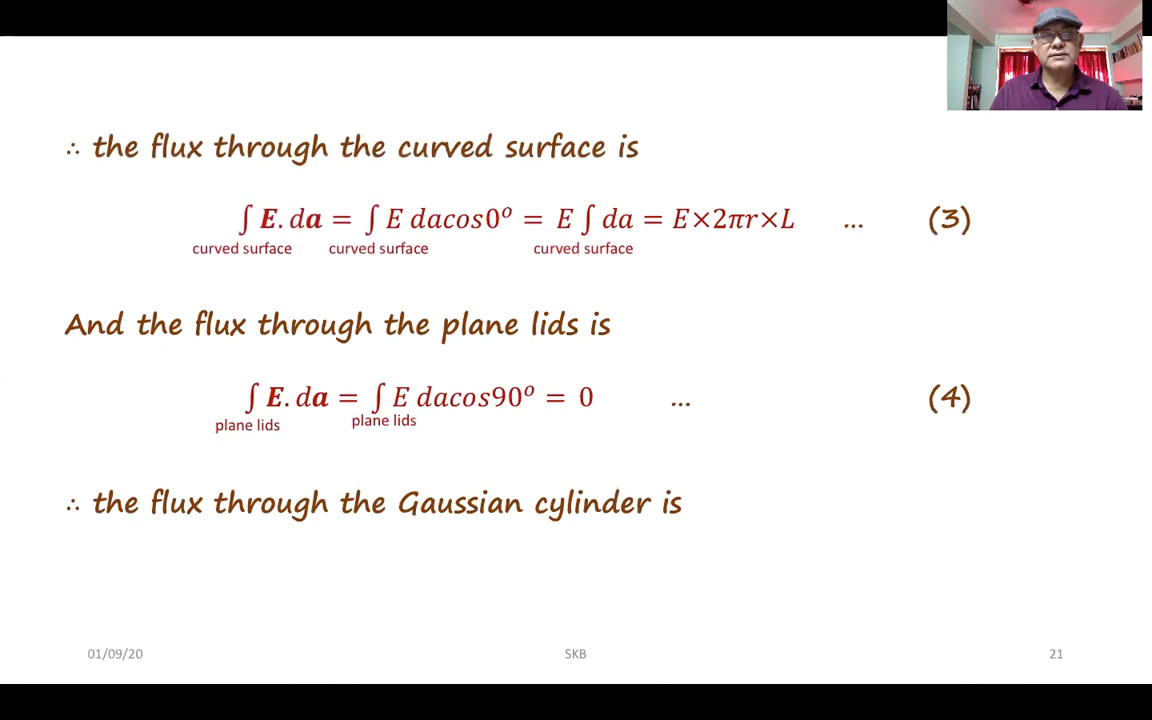 ∴ the flux through the curved surface is
∫ E. da = ∫ E dacos0° = E ∫ da = E×2πr×L ... (3)
curved surface curved surface curved surface
And the flux through the plane lids is
∫ E. da = ∫ E dacos90° = 0 ... (4)
plane lids plane lids
∴ the flux through the Gaussian cylinder is
01/09/20 SKB 21